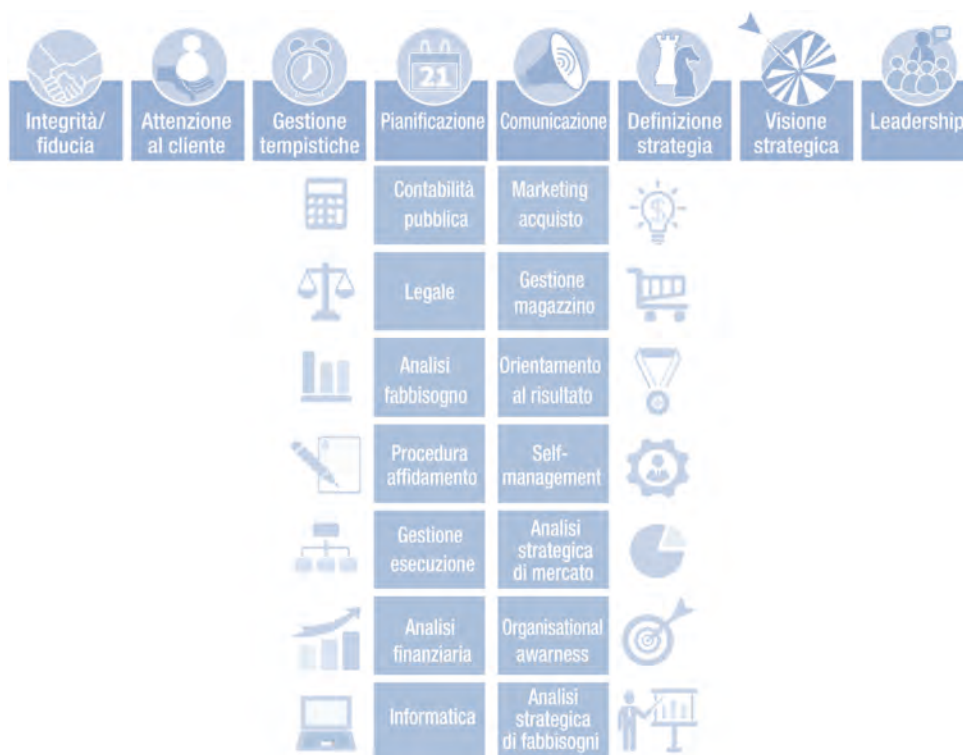 21
Integrità/
fiducia
Attenzione
al cliente
Gestione
tempistiche
Pianificazione
Comunicazione
Definizione
strategia
Visione
strategica
Leadership
Contabilità
pubblica
Marketing
acquisto
Legale
Gestione
magazzino
Analisi
fabbisogno
Orientamento
al risultato
Procedura
affidamento
Self-
management
Gestione
esecuzione
Analisi
strategica
di mercato
Analisi
finanziaria
Organisational
awarness
Informatica
Analisi
strategica
di fabbisogni